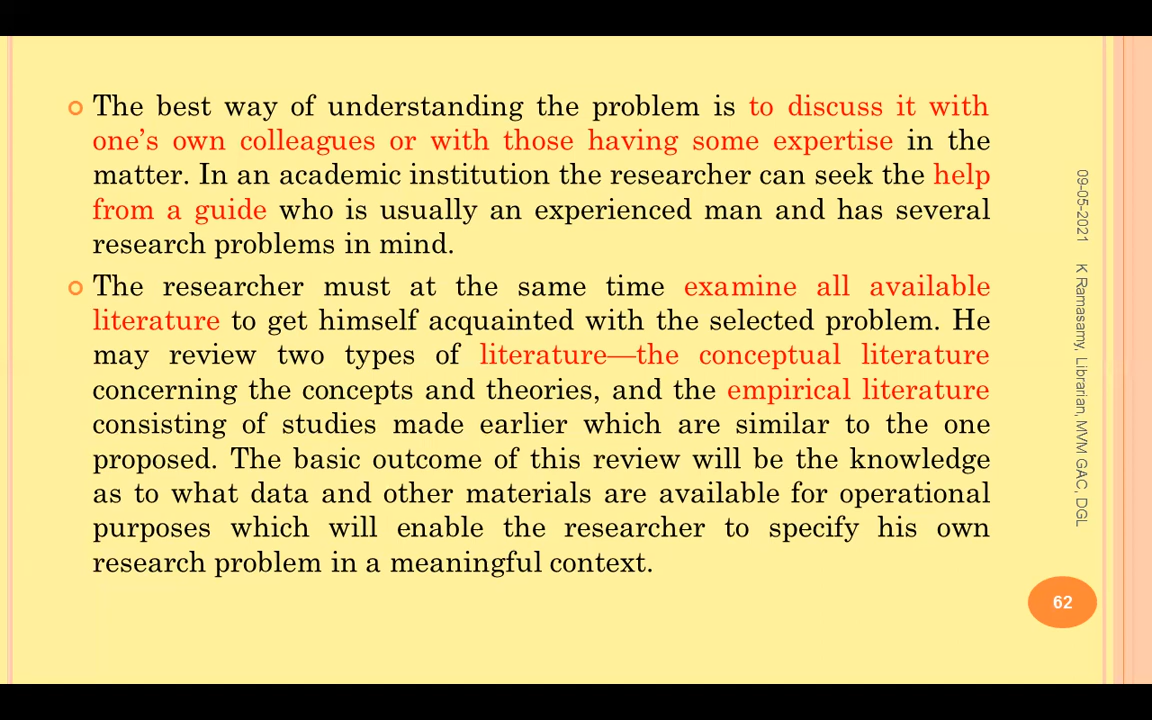 The best way of understanding the problem is to discuss it with
one's own colleagues or with those having some expertise in the
matter. In an academic institution the researcher can seek the help
from a guide who is usually an experienced man and has several
research problems in mind.
The researcher must at the same time examine all available
literature to get himself acquainted with the selected problem. He
may review two types of literature—the conceptual literature
concerning the concepts and theories, and the empirical literature
consisting of studies made earlier which are similar to the one
proposed. The basic outcome of this review will be the knowledge
as to what data and other materials are available for operational
purposes which will enable the researcher to specify his own
research problem in a meaningful context.
09-05-2021
K Ramasamy, Librarian, MVM GAC, DGL
62